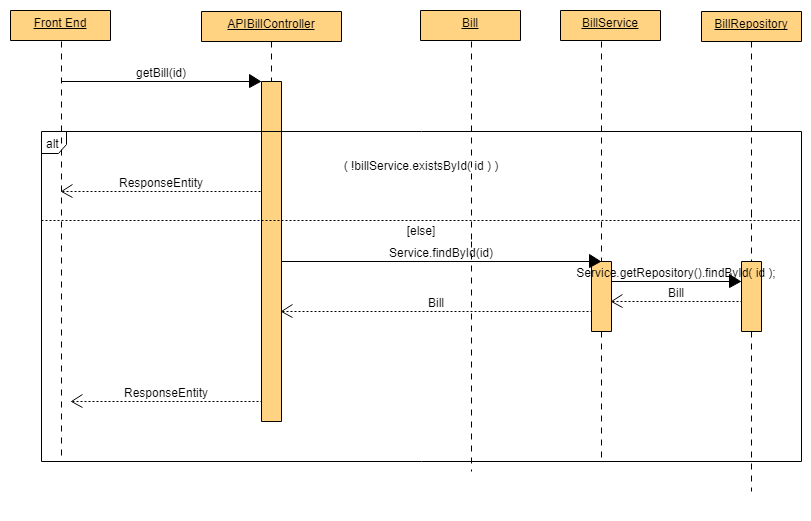 Front End
APIBillController
Bill
BillService
BillRepository
getBill(id)
alt
( !billService.existsById( id ) )
ResponseEntity
[else]
Service.findById(id)
Service.getRepository().findById( id );
Bill
Bill
ResponseEntity